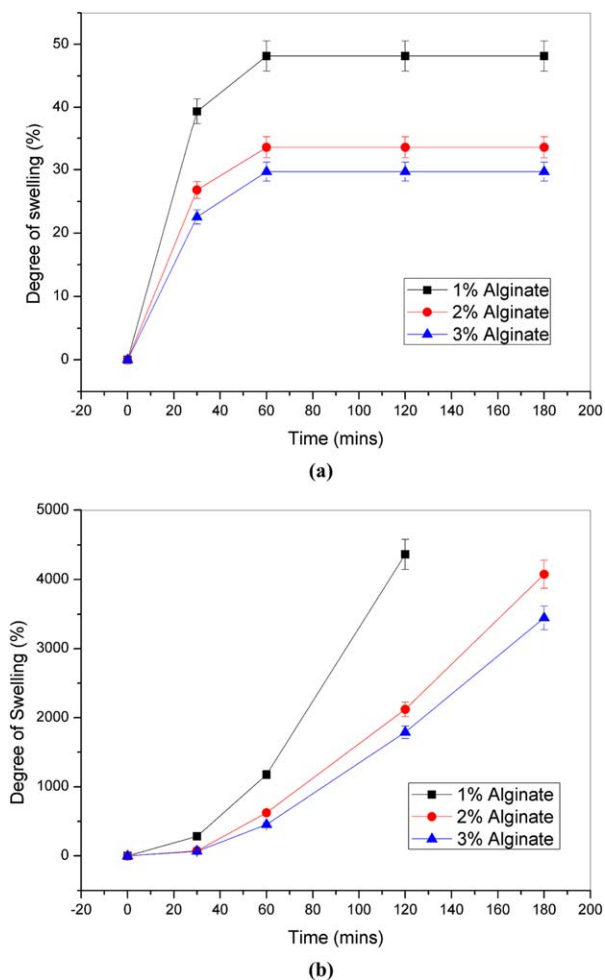 50
40
30
20
10
0
Degree of swelling (%)
1% Alginate
2% Alginate
3% Alginate
-20 0 20 40 60 80 100 120 140 160 180 200
Time (mins)
(a)
5000
4000
3000
2000
1000
0
Degree of Swelling (%)
1% Alginate
2% Alginate
3% Alginate
-20 0 20 40 60 80 100 120 140 160 180 200
Time (mins)
(b)